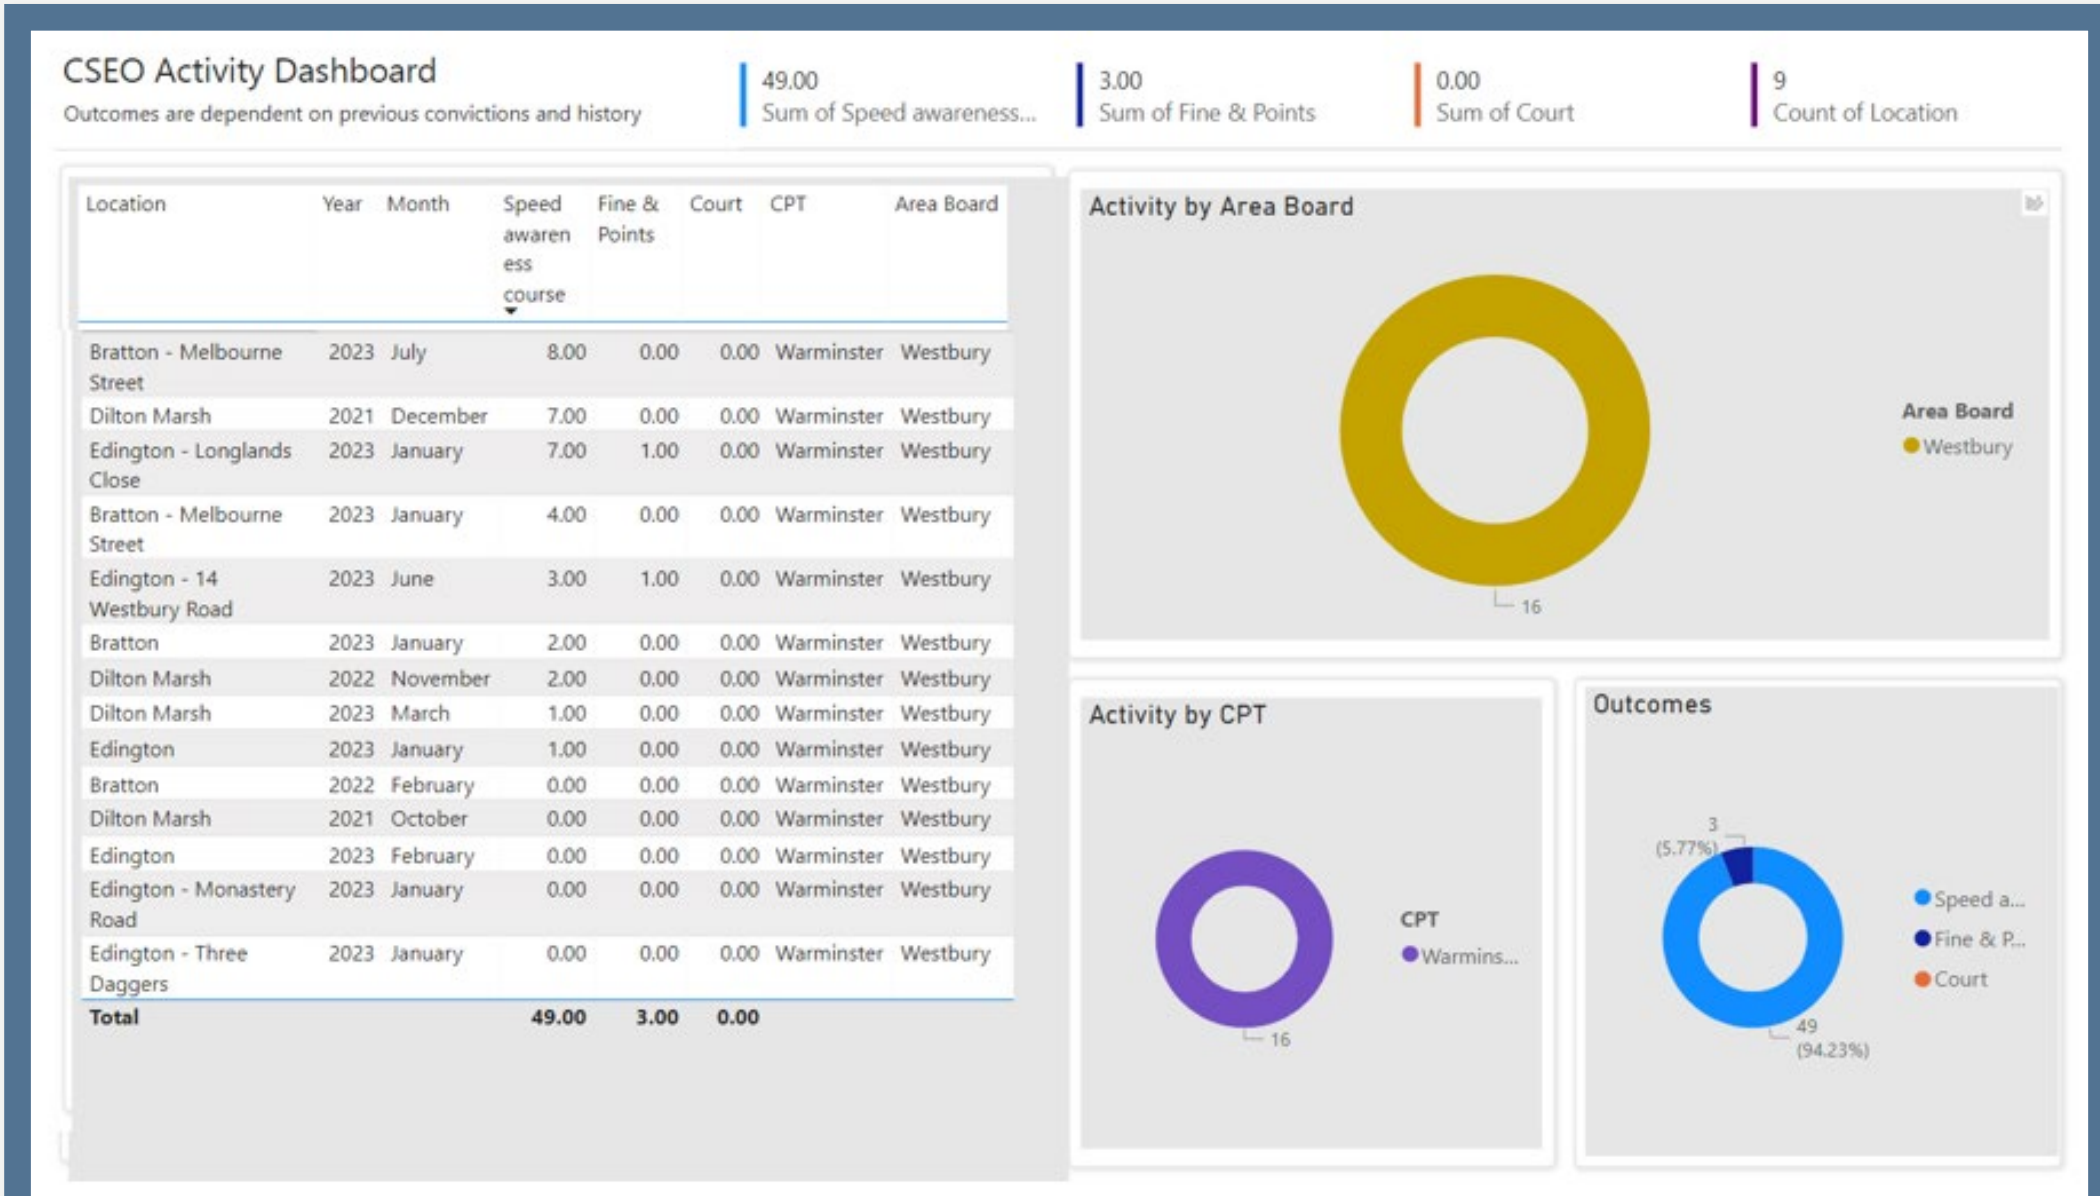 CSEO Activity Dashboard
Outcomes are dependent on previous convictions and history
49.00
Sum of Speed awareness...
3.00
Sum of Fine & Points
0.00
Sum of Court
9
Count of Location
Location Year Month Speed awaren ess course Fine & Points Court CPT Area Board
Bratton - Melbourne 2023 July 8.00 0.00 0.00 Warminster Westbury
Street
Dilton Marsh 2021 December 7.00 0.00 0.00 Warminster Westbury
Edington - Longlands 2023 January 7.00 1.00 0.00 Warminster Westbury
Close
Bratton - Melbourne 2023 January 4.00 0.00 0.00 Warminster Westbury
Street
Edington - 14 2023 June 3.00 1.00 0.00 Warminster Westbury
Westbury Road
Bratton 2023 January 2.00 0.00 0.00 Warminster Westbury
Dilton Marsh 2022 November 2.00 0.00 0.00 Warminster Westbury
Dilton Marsh 2023 March 1.00 0.00 0.00 Warminster Westbury
Edington 2023 January 1.00 0.00 0.00 Warminster Westbury
Bratton 2022 February 0.00 0.00 0.00 Warminster Westbury
Dilton Marsh 2021 October 0.00 0.00 0.00 Warminster Westbury
Edington 2023 February 0.00 0.00 0.00 Warminster Westbury
Edington - Monastery 2023 January 0.00 0.00 0.00 Warminster Westbury
Road
Edington - Three 2023 January 0.00 0.00 0.00 Warminster Westbury
Daggers
Total 49.00 3.00 0.00
Activity by Area Board
Area Board
Westbury
16
Activity by CPT
CPT
Warmins...
16
Outcomes
3
(5.77%)
Speed a...
Fine & P...
Court
49
(94.23%)